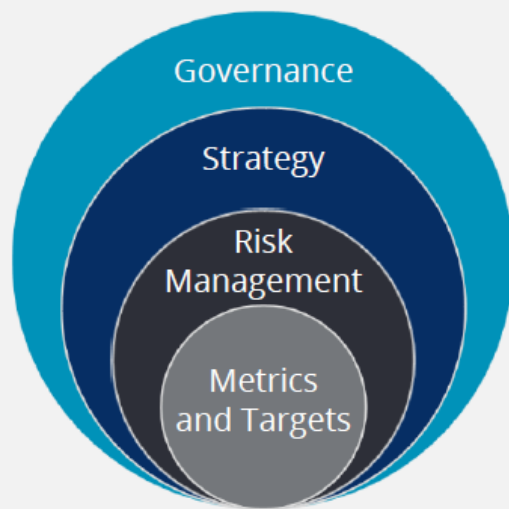 Governance
Strategy
Risk
Management
Metrics
and Targets